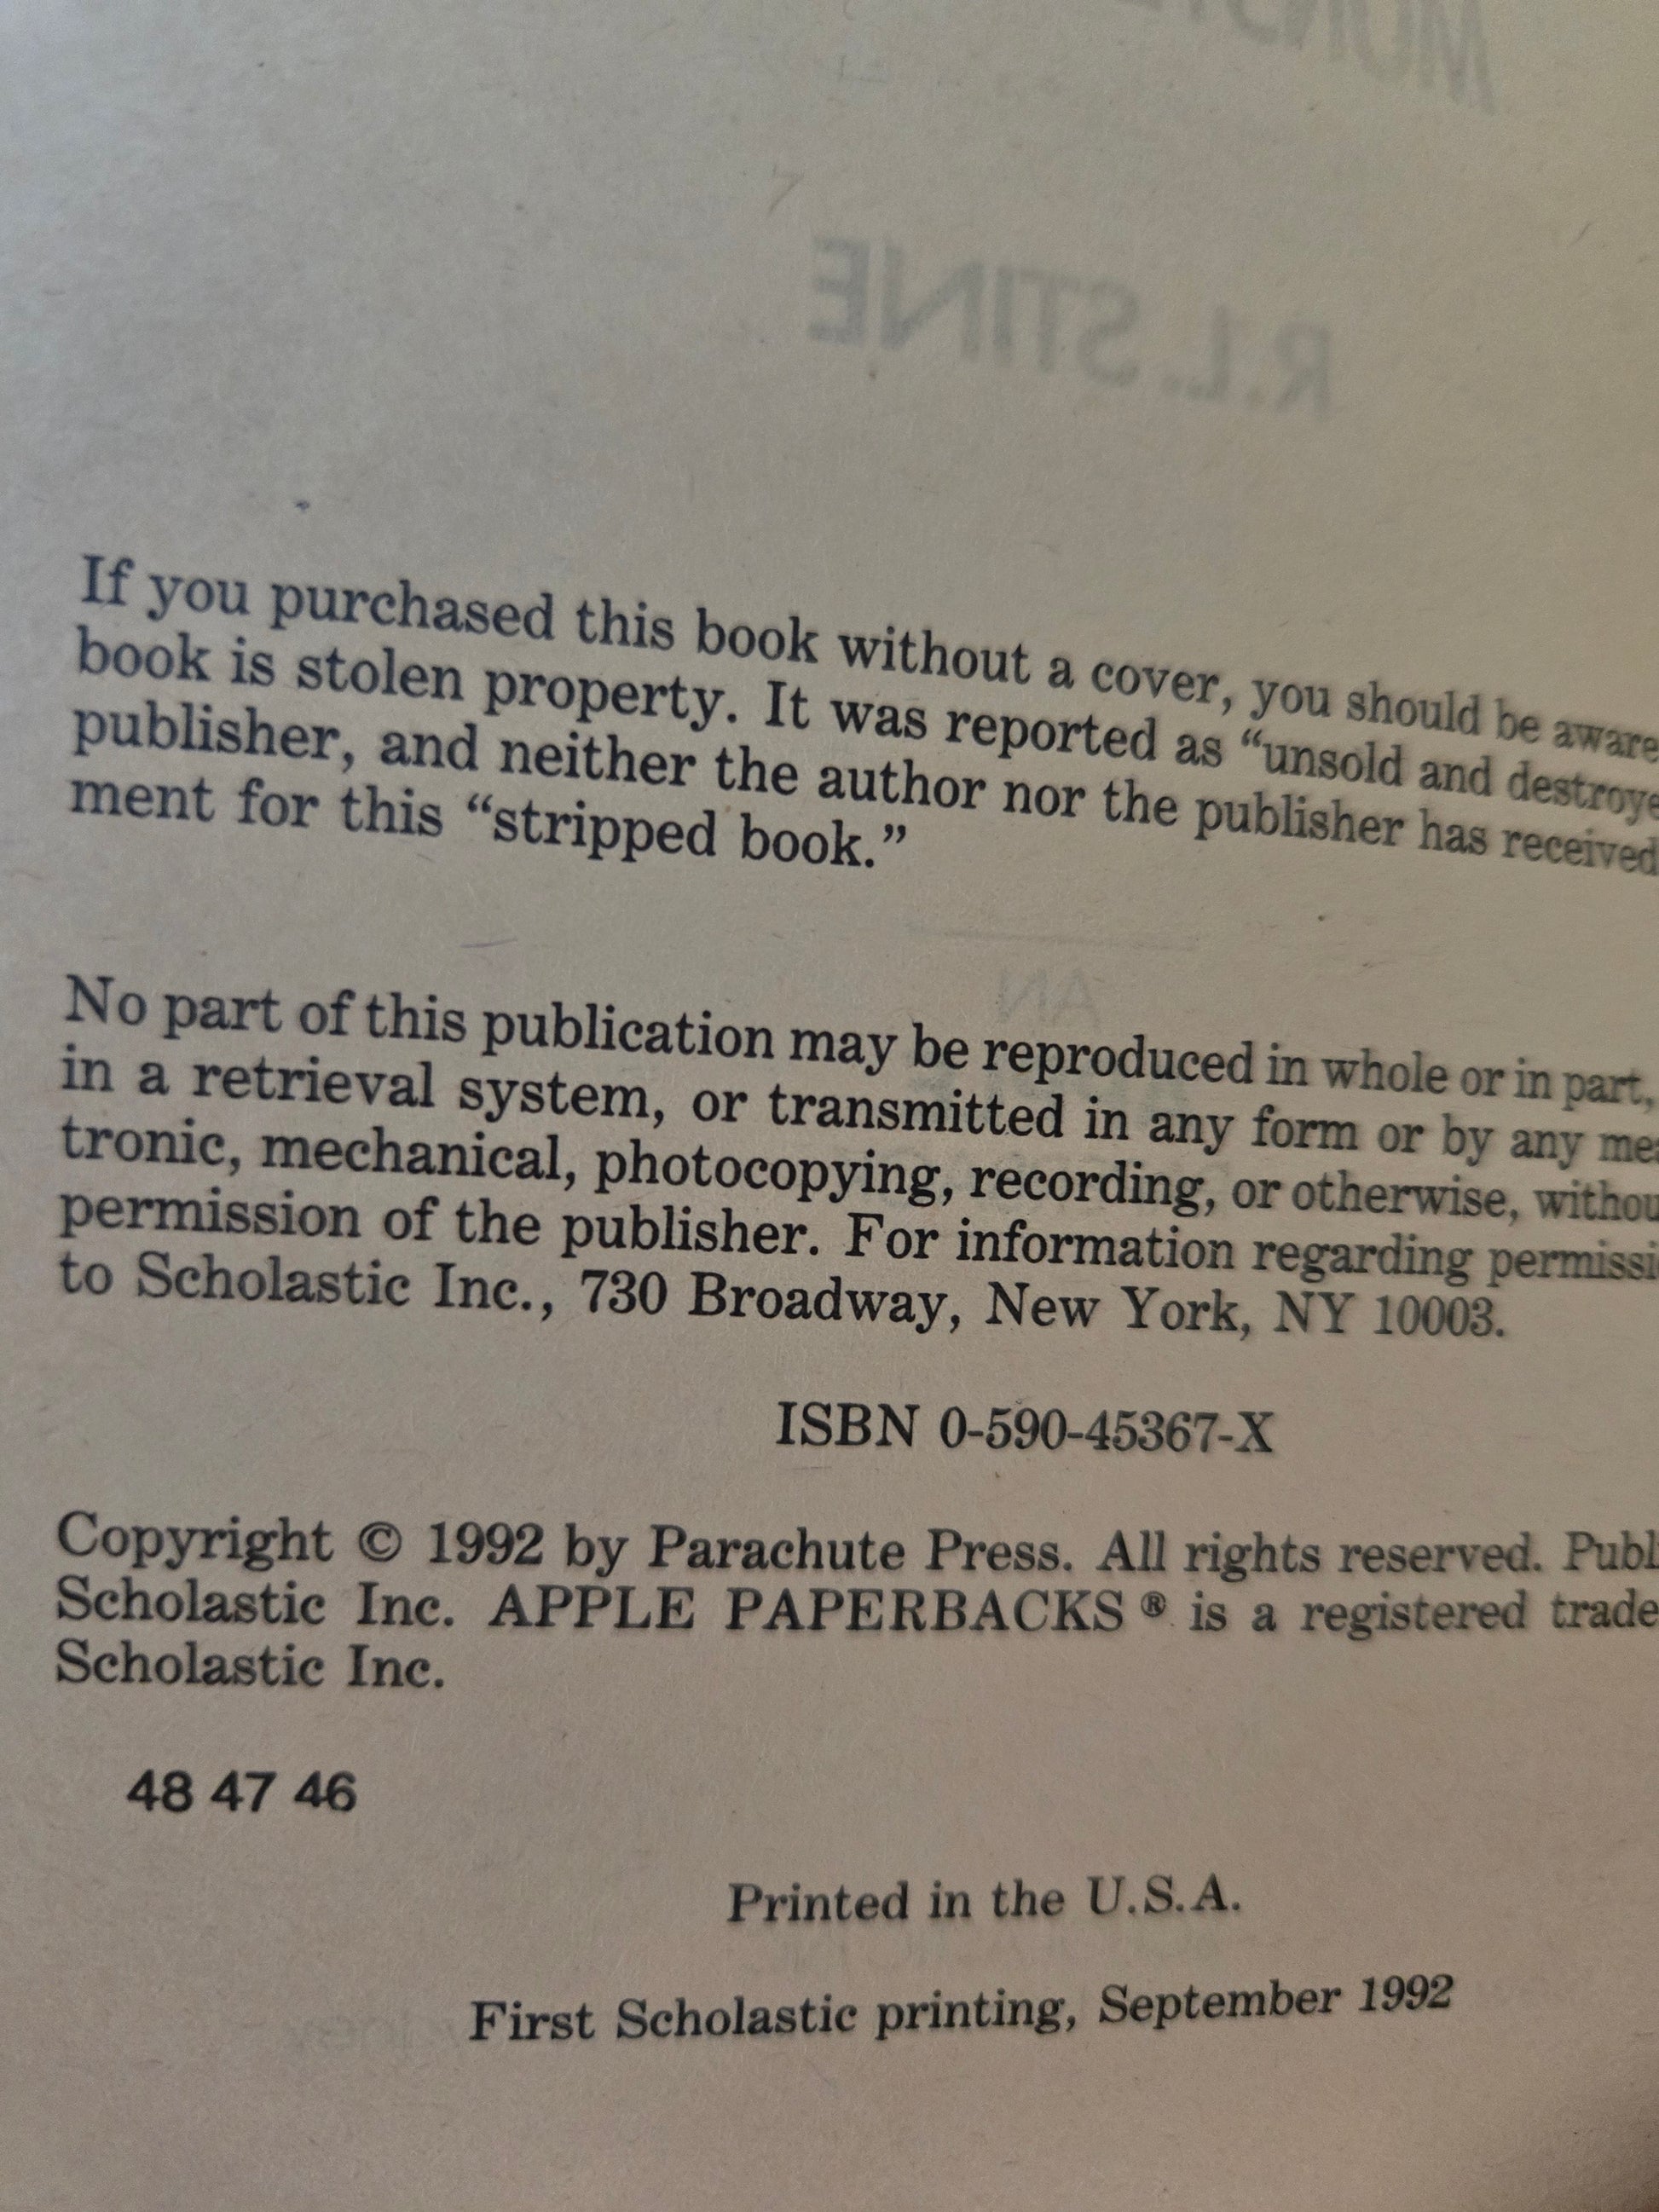 R.L. STINE
If you purchased this book without a cover, you should be aware
book is stolen property. It was reported as “unsold and destroye
publisher, and neither the author nor the publisher has received
ment for this “stripped book.”
AN
No part of this publication may be reproduced in whole or in part,
in a retrieval system, or transmitted in any form or by any me
tronic, mechanical, photocopying, recording, or otherwise, withou
permission of the publisher. For information regarding permissi
to Scholastic Inc., 730 Broadway, New York, NY 10003.
ISBN 0-590-45367-X
Copyright © 1992 by Parachute Press. All rights reserved. Publ
Scholastic Inc. APPLE PAPERBACKS® is a registered trade
Scholastic Inc.
48 47 46
Printed in the U.S.A.
First Scholastic printing, September 1992